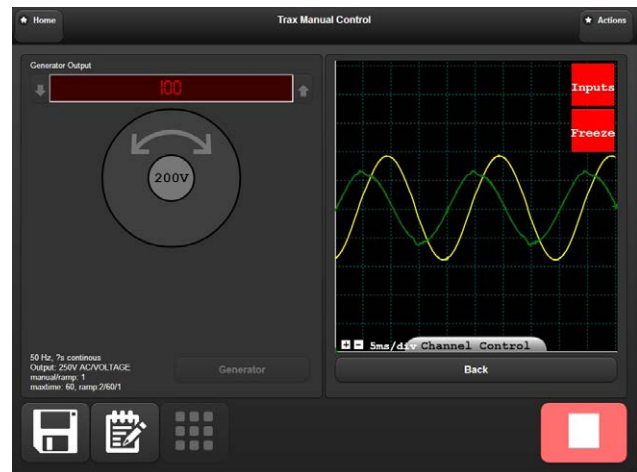 Home
Trax Manual Control
Actions
Generator Output
100
200V
50 Hz, ?s continous
Output: 250V AC/VOLTAGE
manual/ramp: 1
maxtime: 60, ramp:2/60/1
Generator
Inputs
Freeze
5ms/div Channel Control
Back